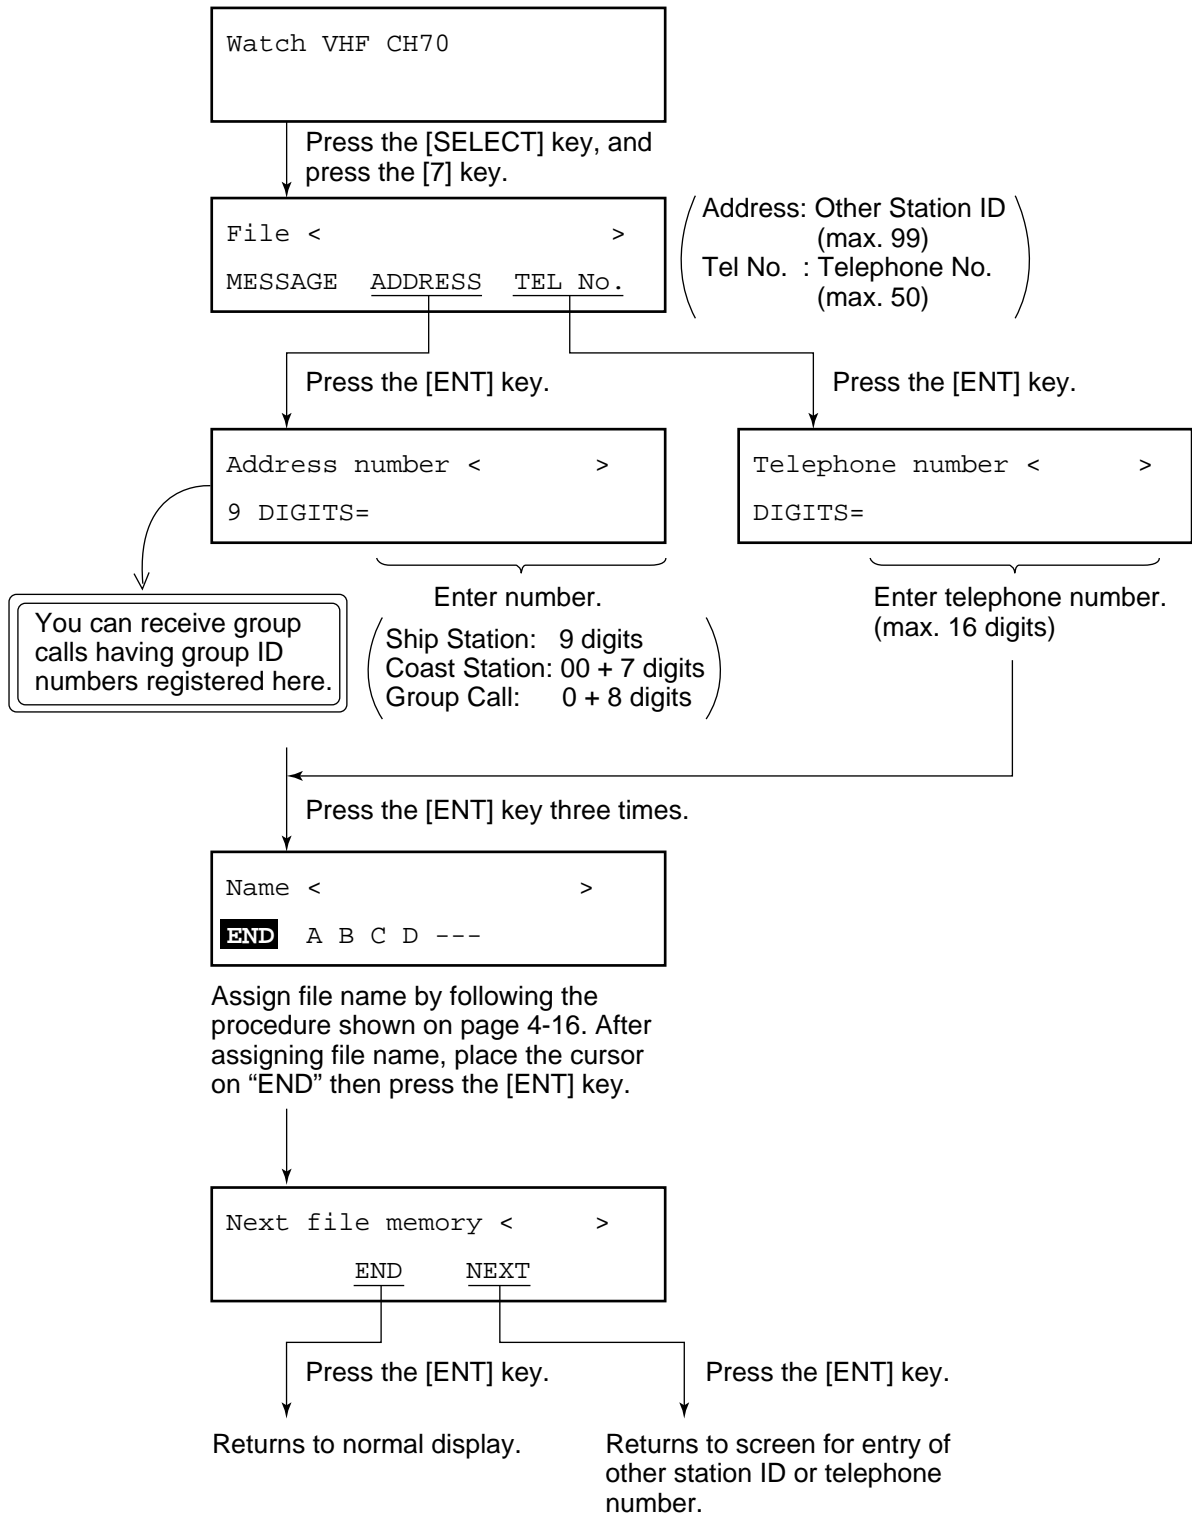 Watch VHF CH70
Press the [SELECT] key, and
press the [7] key.
File < >
MESSAGE ADDRESS TEL No.
Address: Other Station ID
(max. 99)
Tel No. : Telephone No.
(max. 50)
Press the [ENT] key.
Press the [ENT] key.
Address number < >
9 DIGITS=
Telephone number < >
DIGITS=
You can receive group
calls having group ID
numbers registered here.
Enter number.
Ship Station: 9 digits
Coast Station: 00 + 7 digits
Group Call: 0 + 8 digits
Enter telephone number.
(max. 16 digits)
Press the [ENT] key three times.
Name < >
END A B C D ---
Assign file name by following the
procedure shown on page 4-16. After
assigning file name, place the cursor
on “END” then press the [ENT] key.
Next file memory < >
END NEXT
Press the [ENT] key.
Press the [ENT] key.
Returns to normal display.
Returns to screen for entry of
other station ID or telephone
number.